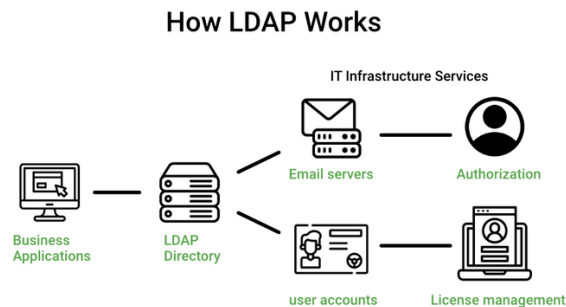 How LDAP Works
IT Infrastructure Services
Email servers
Authorization
Business
Applications
LDAP
Directory
user accounts
License management